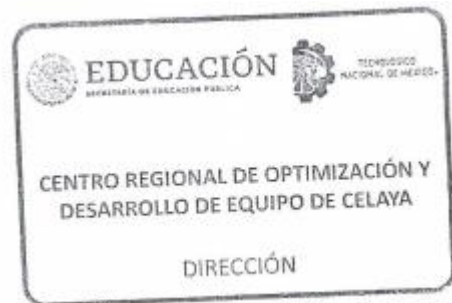 EDUCACIÓN
SECRETARÍA DE EDUCACIÓN PÚBLICA
TECNOLÓGICO
NACIONAL DE MÉXICO
CENTRO REGIONAL DE OPTIMIZACIÓN Y
DESARROLLO DE EQUIPO DE CELAYA
DIRECCIÓN